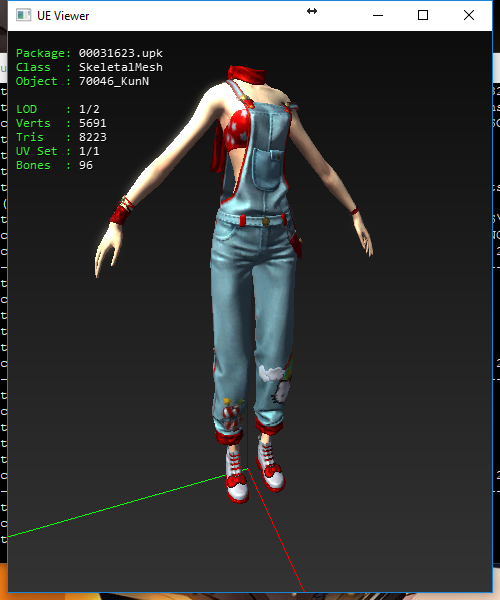 UE Viewer
Package: 00031623.upk
Class : SkeletalMesh
Object : 70046_KunN
LOD : 1/2
Verts : 5691
Tris : 8223
UV Set : 1/1
Bones : 96